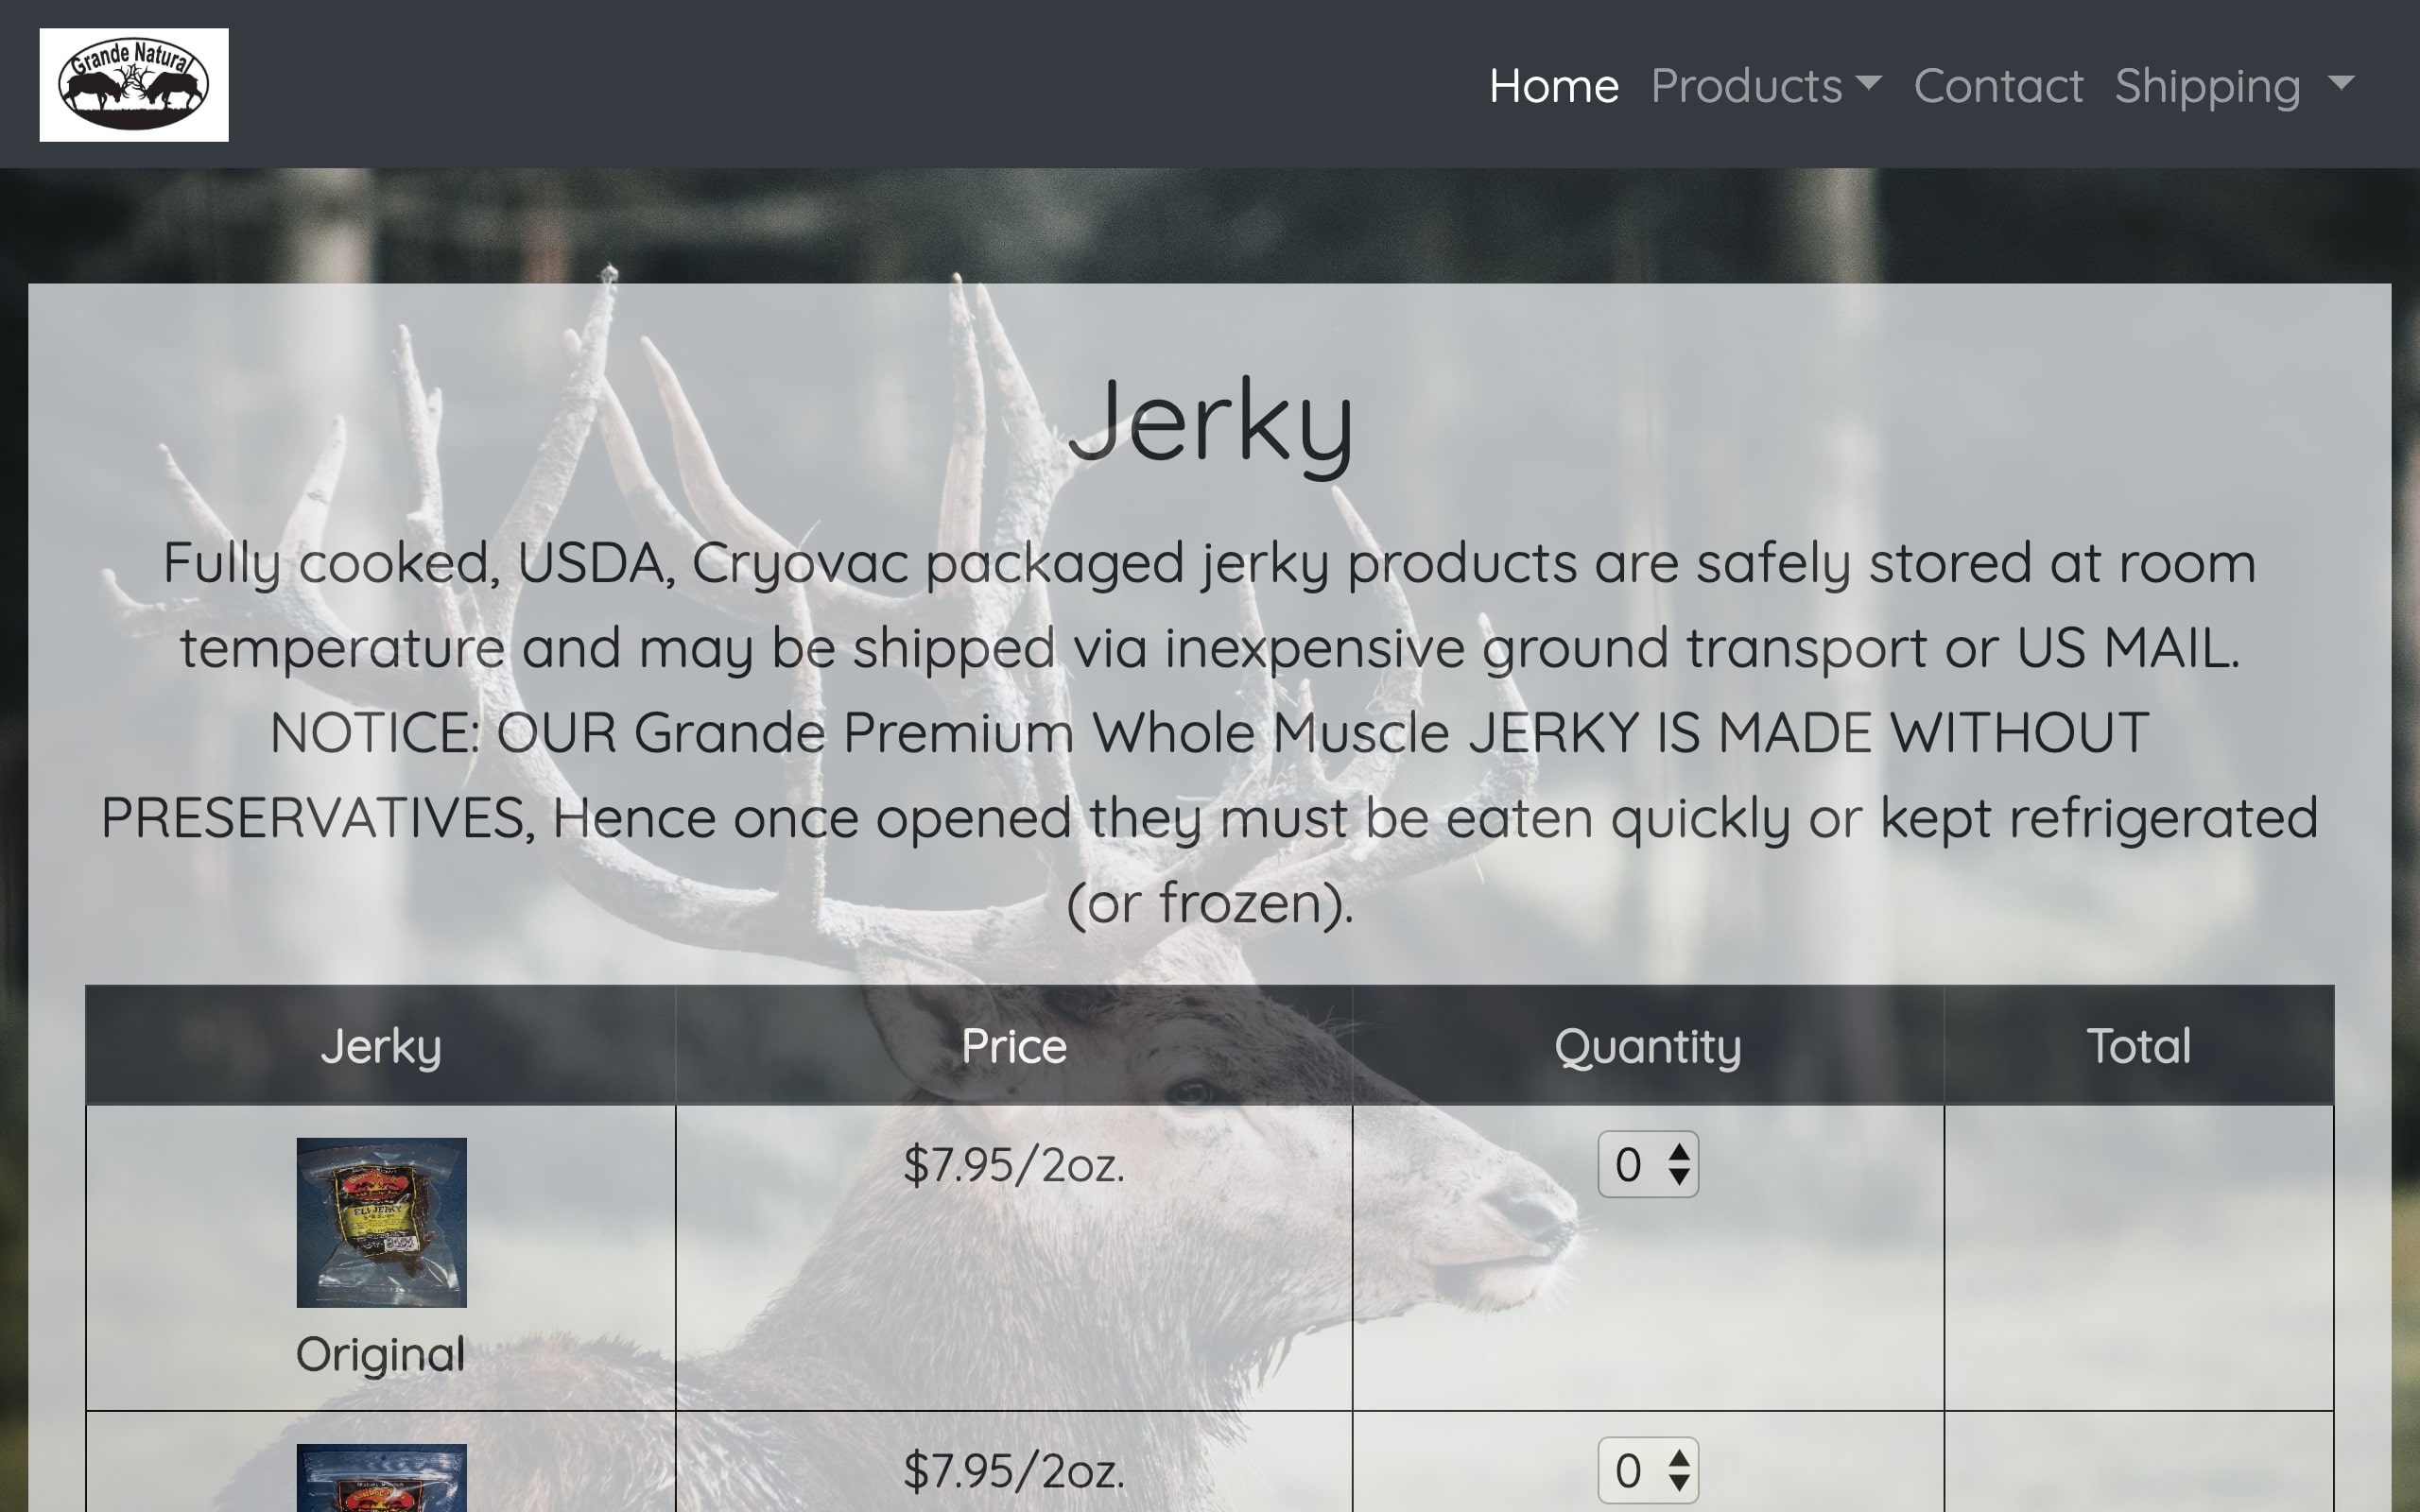 Grande Natural
Home Products Contact Shipping
Jerky
Fully cooked, USDA, Cryovac packaged jerky products are safely stored at room
temperature and may be shipped via inexpensive ground transport or US MAIL.
NOTICE: OUR Grande Premium Whole Muscle JERKY IS MADE WITHOUT
PRESERVATIVES, Hence once opened they must be eaten quickly or kept refrigerated
(or frozen).
Jerky Price Quantity Total
$7.95/2oz. 0
ELK JERKY
Original
$7.95/2oz. 0